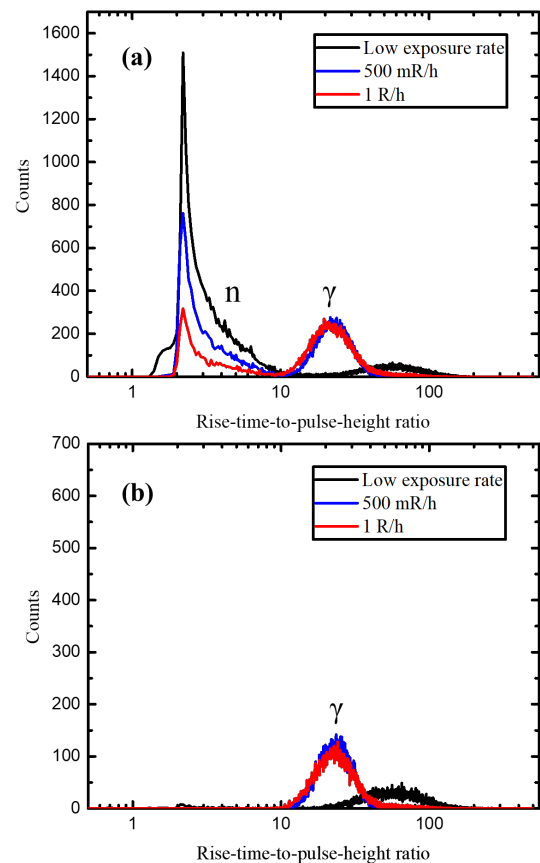 (a)
Low exposure rate
500 mR/h
1 R/h
1600
1400
1200
1000
800
600
400
200
0
Counts
n
γ
1
10
100
Rise-time-to-pulse-height ratio
(b)
Low exposure rate
500 mR/h
1 R/h
700
600
500
400
300
200
100
0
Counts
γ
1
10
100
Rise-time-to-pulse-height ratio